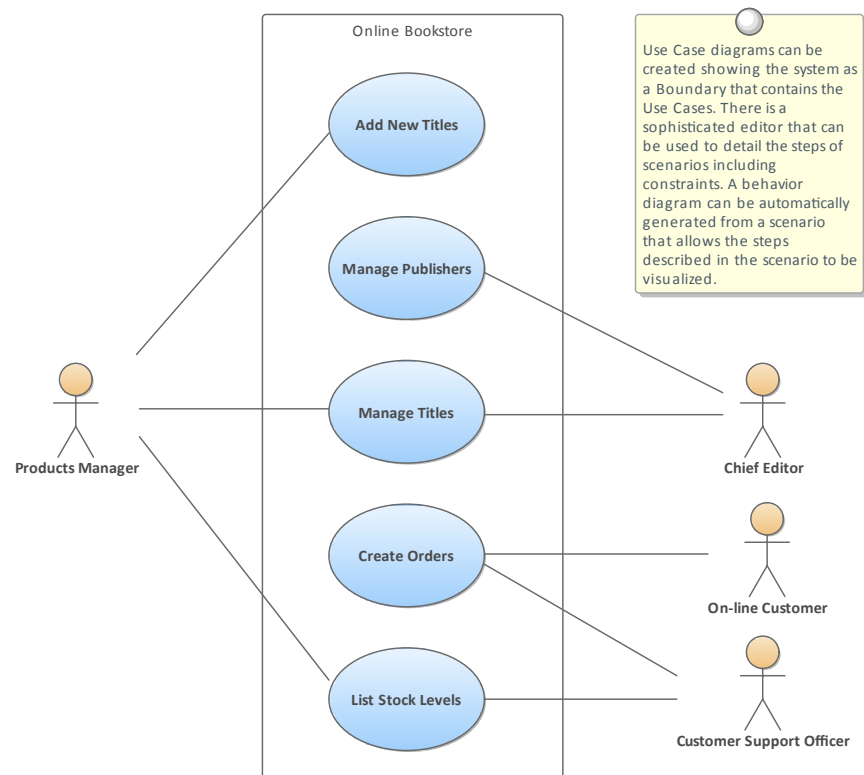 Online Bookstore
Use Case diagrams can be
created showing the system as
a Boundary that contains the
Use Cases. There is a
sophisticated editor that can
be used to detail the steps of
scenarios including
constraints. A behavior
diagram can be automatically
generated from a scenario
that allows the steps
described in the scenario to be
visualized.
Add New Titles
Manage Publishers
Manage Titles
Products Manager
Chief Editor
Create Orders
On-line Customer
List Stock Levels
Customer Support Officer